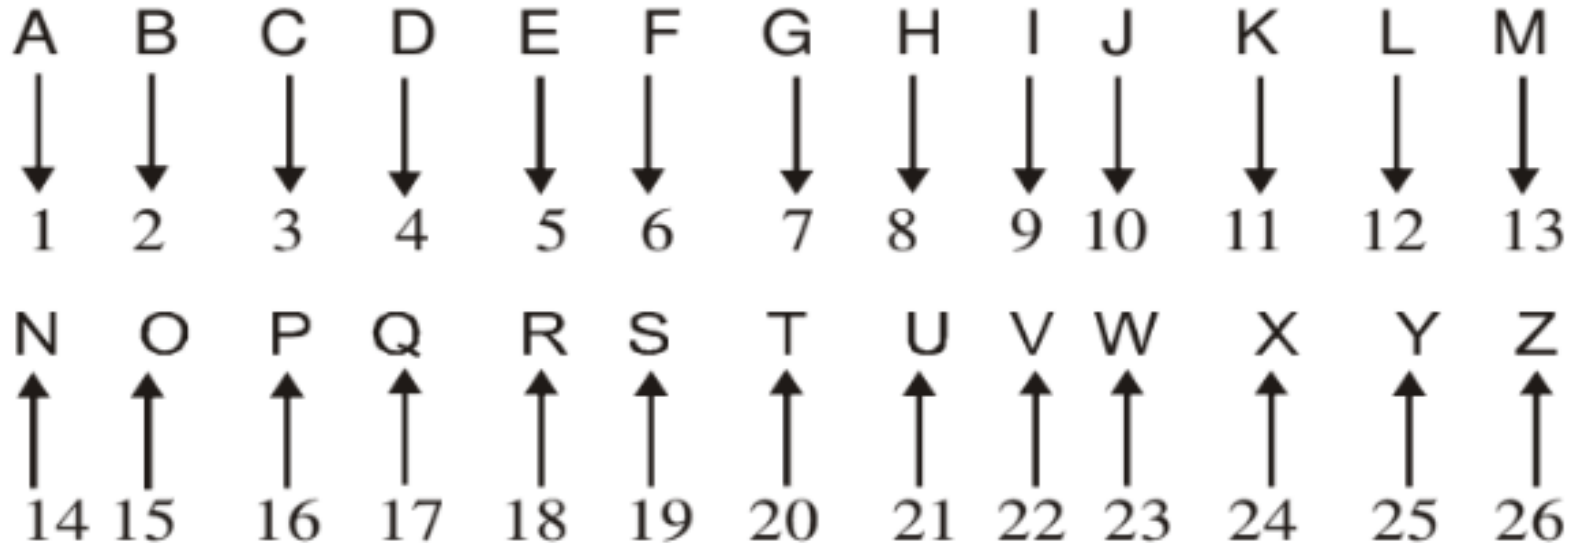 A B C D E F G H I J K L M
1 2 3 4 5 6 7 8 9 10 11 12 13
N O P Q R S T U V W X Y Z
14 15 16 17 18 19 20 21 22 23 24 25 26